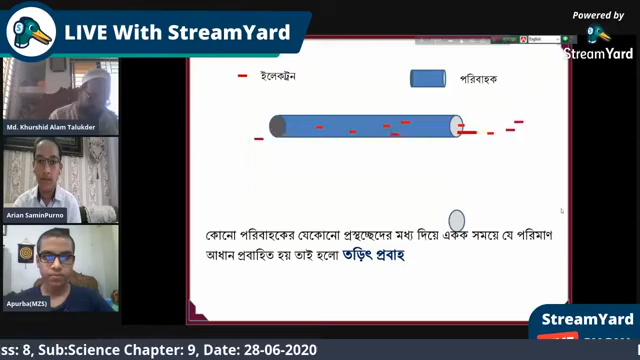 LIVE With StreamYard
Powered by
StreamYard
English
ইলেকট্রন
পরিবাহক
Md. Khurshid Alam Talukder
Arian SaminPurno
Apurba(MZS)
কোনো পরিবাহকের যেকোনো প্রস্থচ্ছেদের মধ্য দিয়ে একক সময়ে যে পরিমাণ
আধান প্রবাহিত হয় তাই হলো তড়িৎ প্রবাহ
StreamYard
ss: 8, Sub:Science Chapter: 9, Date: 28-06-2020